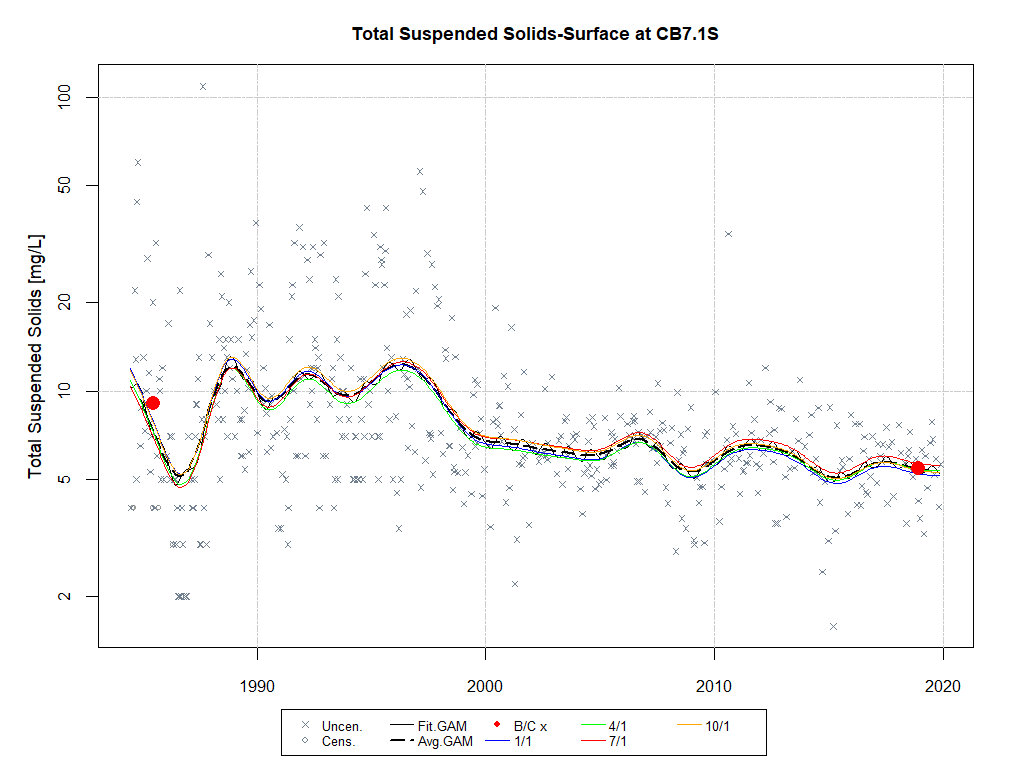 Total Suspended Solids-Surface at CB7.1S
Total Suspended Solids [mg/L]
100
50
20
10
5
2
1990 2000 2010 2020
Uncen. Fit.GAM B/C x 4/1 10/1
Cens. Avg.GAM 1/1 7/1